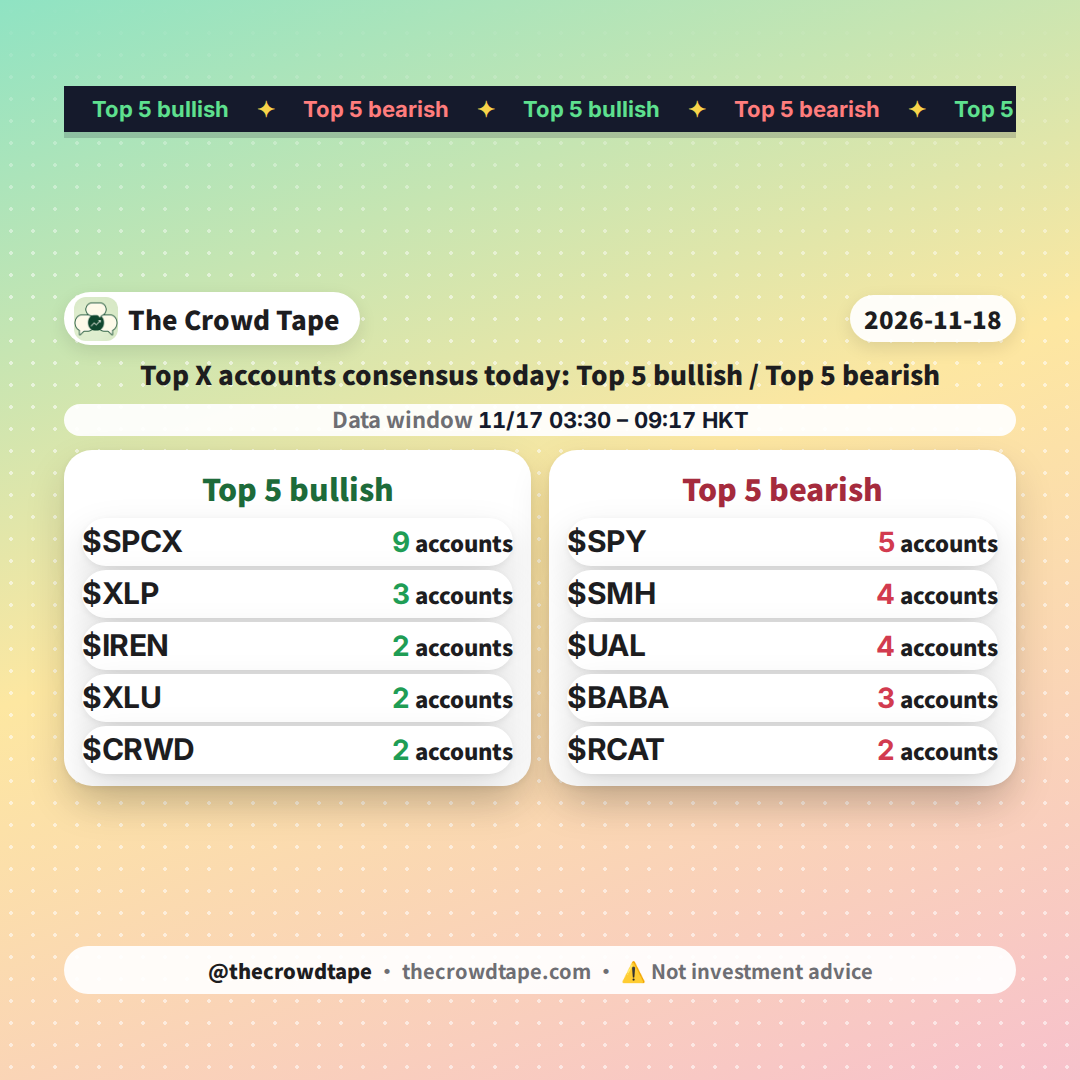 Top 5 bullish ✦ Top 5 bearish ✦ Top 5 bullish ✦ Top 5 bearish ✦ Top 5
The Crowd Tape
2026-11-18
Top X accounts consensus today: Top 5 bullish / Top 5 bearish
Data window 11/17 03:30 – 09:17 HKT
Top 5 bullish
$SPCX 9 accounts
$XLP 3 accounts
$IREN 2 accounts
$XLU 2 accounts
$CRWD 2 accounts
Top 5 bearish
$SPY 5 accounts
$SMH 4 accounts
$UAL 4 accounts
$BABA 3 accounts
$RCAT 2 accounts
@thecrowdtape • thecrowdtape.com • ⚠️ Not investment advice